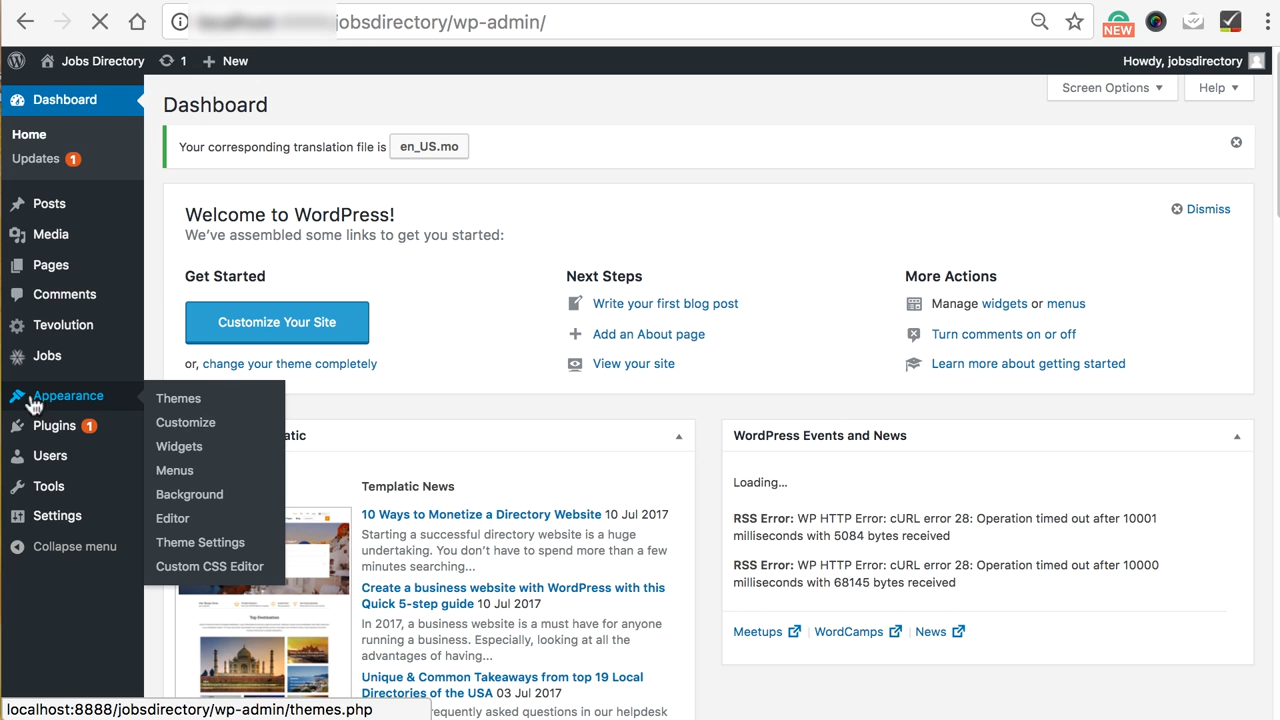 jobsdirectory/wp-admin/
NEW
Jobs Directory 1 New
Howdy, jobsdirectory
Dashboard
Home
Updates 1
Posts
Media
Pages
Comments
Tevolution
Jobs
Appearance
Plugins 1
Users
Tools
Settings
Collapse menu
Themes
Customize
Widgets
Menus
Background
Editor
Theme Settings
Custom CSS Editor
Dashboard
Screen Options
Help
Your corresponding translation file is en_US.mo
Welcome to WordPress!
Dismiss
We've assembled some links to get you started:
Get Started
Customize Your Site
or, change your theme completely
Next Steps
Write your first blog post
Add an About page
View your site
More Actions
Manage widgets or menus
Turn comments on or off
Learn more about getting started
atic
Templatic News
10 Ways to Monetize a Directory Website 10 Jul 2017
Starting a successful directory website is a huge
undertaking. You don't have to spend more than a few
minutes searching...
Create a business website with WordPress with this
Quick 5-step guide 10 Jul 2017
In 2017, a business website is a must have for anyone
running a business. Especially, looking at all the
advantages of having...
Unique & Common Takeaways from top 19 Local
Directories of the USA 03 Jul 2017
requently asked questions in our helpdesk
WordPress Events and News
Loading...
RSS Error: WP HTTP Error: cURL error 28: Operation timed out after 10001
milliseconds with 5084 bytes received
RSS Error: WP HTTP Error: cURL error 28: Operation timed out after 10000
milliseconds with 68145 bytes received
Meetups | WordCamps | News
localhost:8888/jobsdirectory/wp-admin/themes.php